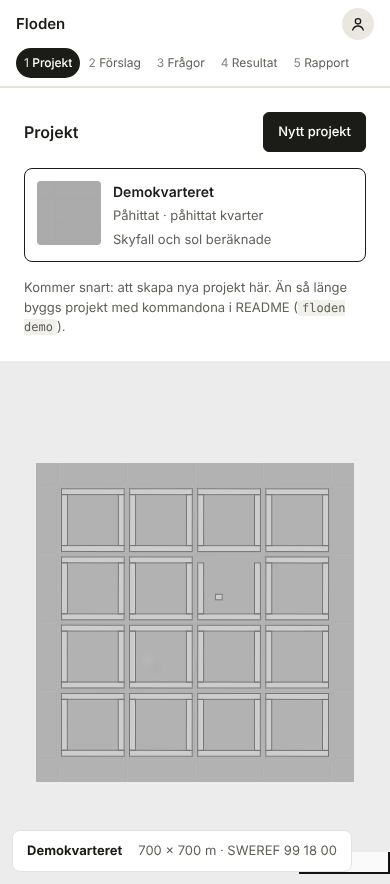 Floden
1 Projekt 2 Förslag 3 Frågor 4 Resultat 5 Rapport
Projekt
Nytt projekt
Demokvarteret
Påhittat · påhittat kvarter
Skyfall och sol beräknade
Kommer snart: att skapa nya projekt här. Än så länge
byggs projekt med kommandona i README (floden
demo).
Demokvarteret 700 × 700 m · SWEREF 99 18 00